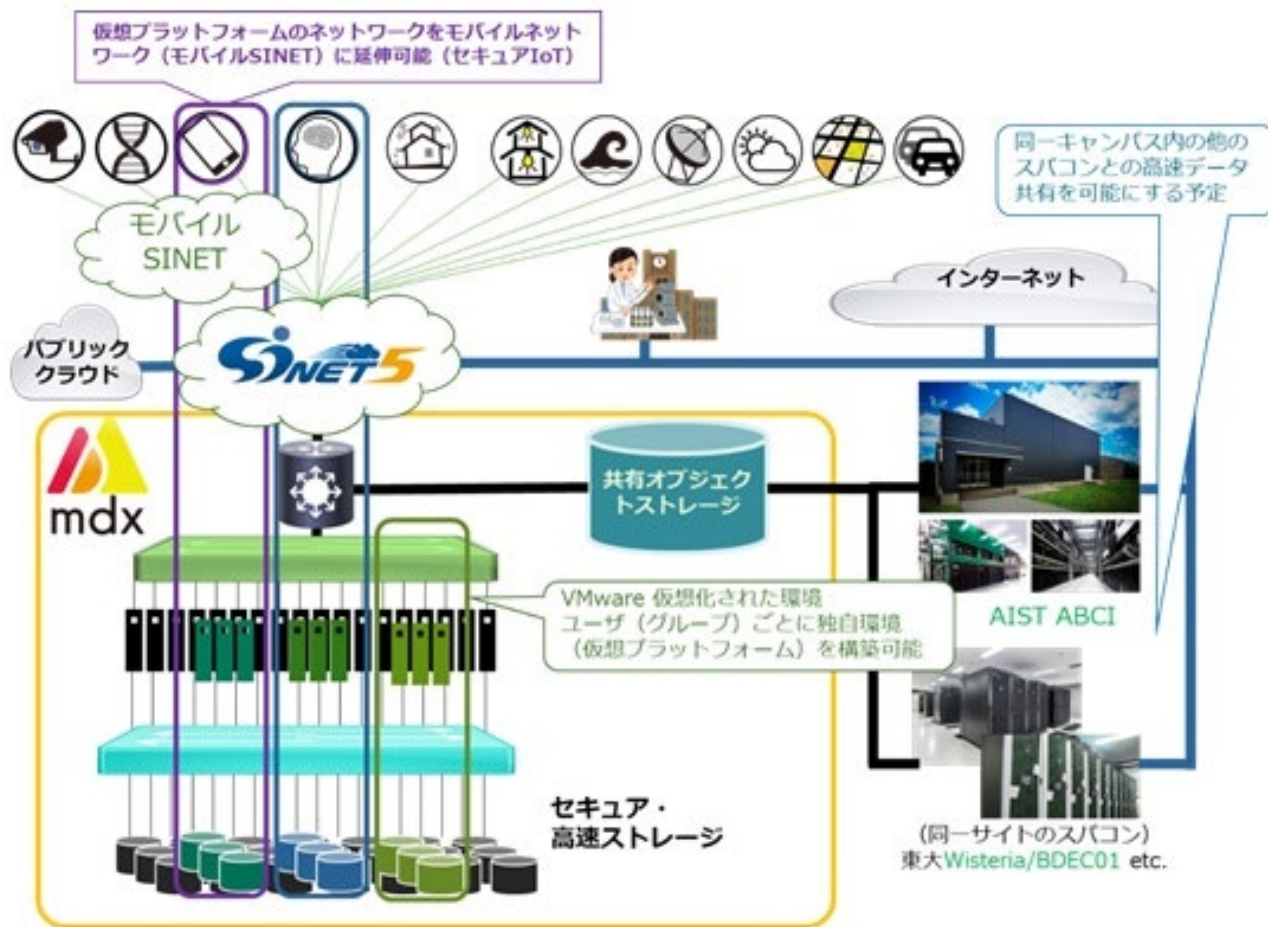 仮想プラットフォームのネットワークをモバイルネット
ワーク（モバイルSINET）に延伸可能（セキュアIoT）
同一キャンパス内の他の
スパコンとの高速データ
共有を可能にする予定
モバイル
SINET
インターネット
パブリック
クラウド
SINET5
mdx
共有オブジェク
トストレージ
VMware 仮想化された環境
ユーザ（グループ）ごとに独自環境
（仮想プラットフォーム）を構築可能
AIST ABCI
セキュア・
高速ストレージ
（同一サイトのスパコン）
東大Wisteria/BDEC01 etc.